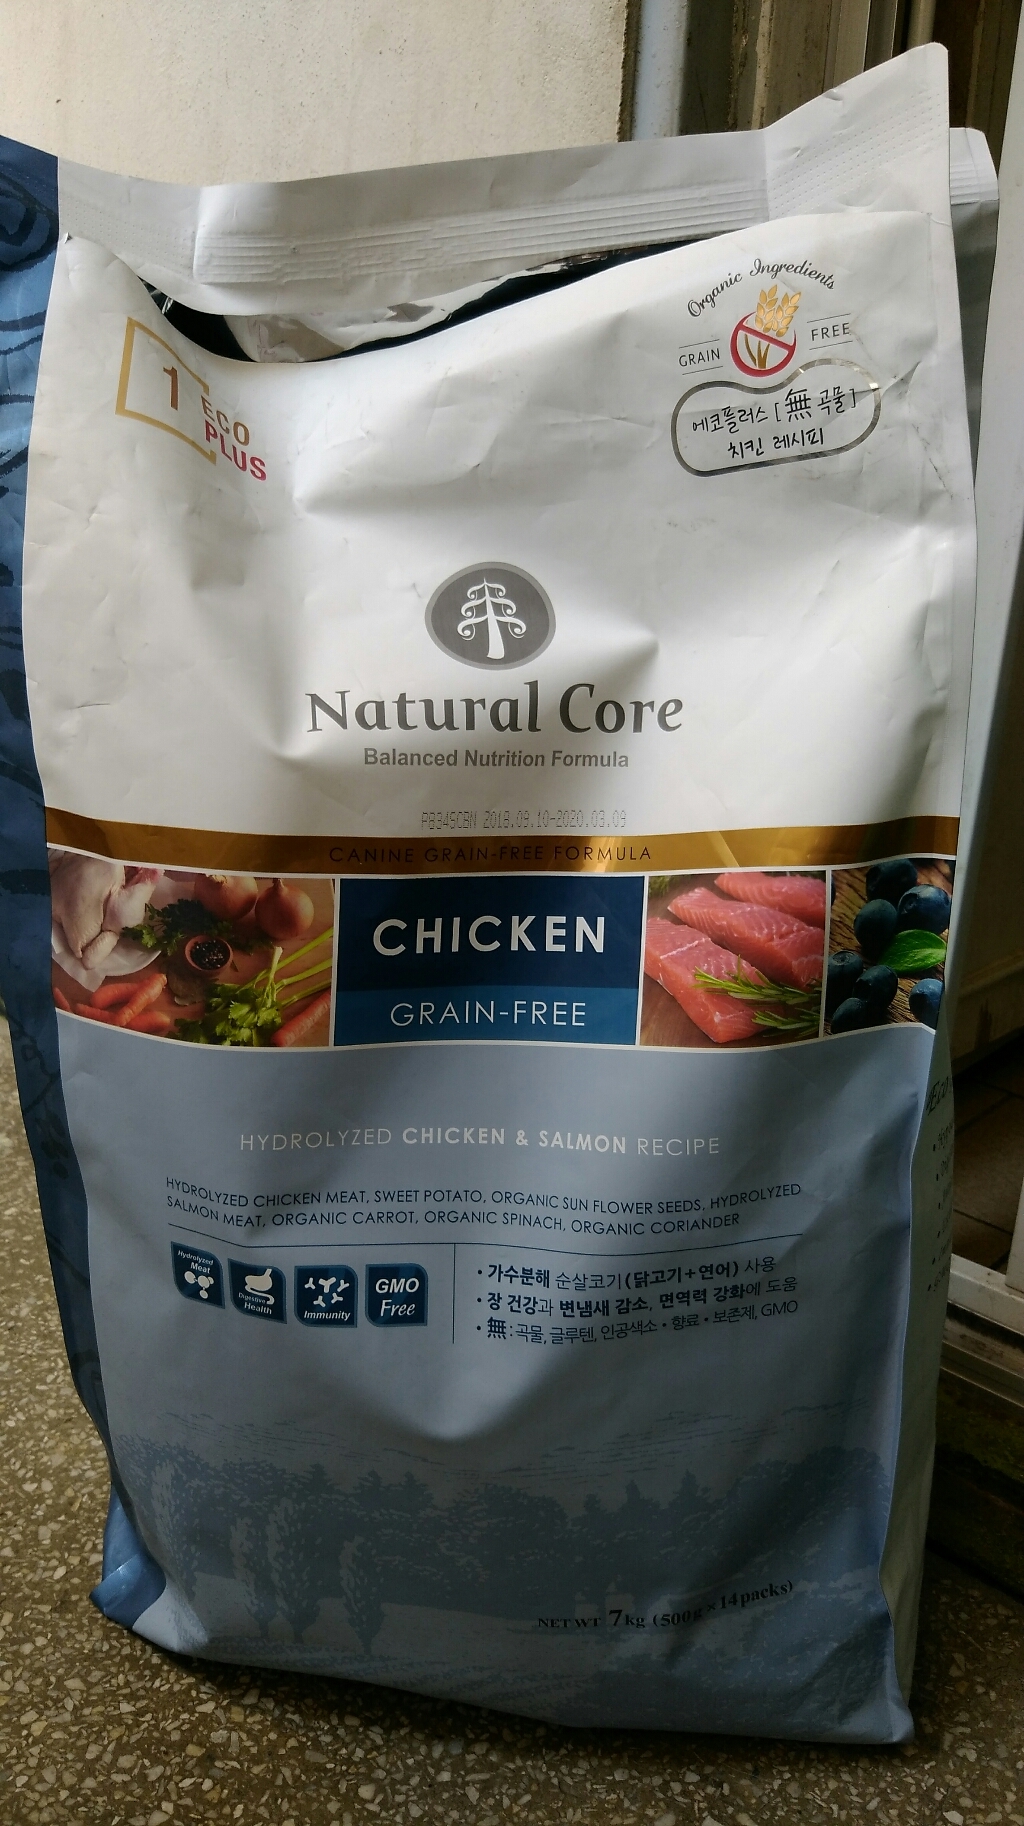 Organic Ingredients
GRAIN FREE
에코플러스 [無곡물]
치킨 레시피
1
ECO
PLUS
Natural Core
Balanced Nutrition Formula
2018.09.10-2020.03.09
CANINE GRAIN-FREE FORMULA
CHICKEN
GRAIN-FREE
HYDROLYZED CHICKEN & SALMON RECIPE
HYDROLYZED CHICKEN MEAT, SWEET POTATO, ORGANIC SUN FLOWER SEEDS, HYDROLYZED
SALMON MEAT, ORGANIC CARROT, ORGANIC SPINACH, ORGANIC CORIANDER
Hydrolyzed
Meat
Digestive
Health
Immunity
GMO
Free
• 가수분해 순살코기(닭고기+연어) 사용
• 장 건강과 변냄새 감소, 면역력 강화에 도움
• 無:곡물, 글루텐, 인공색소•향료•보존제, GMO
NET WT 7kg (500g×14packs)